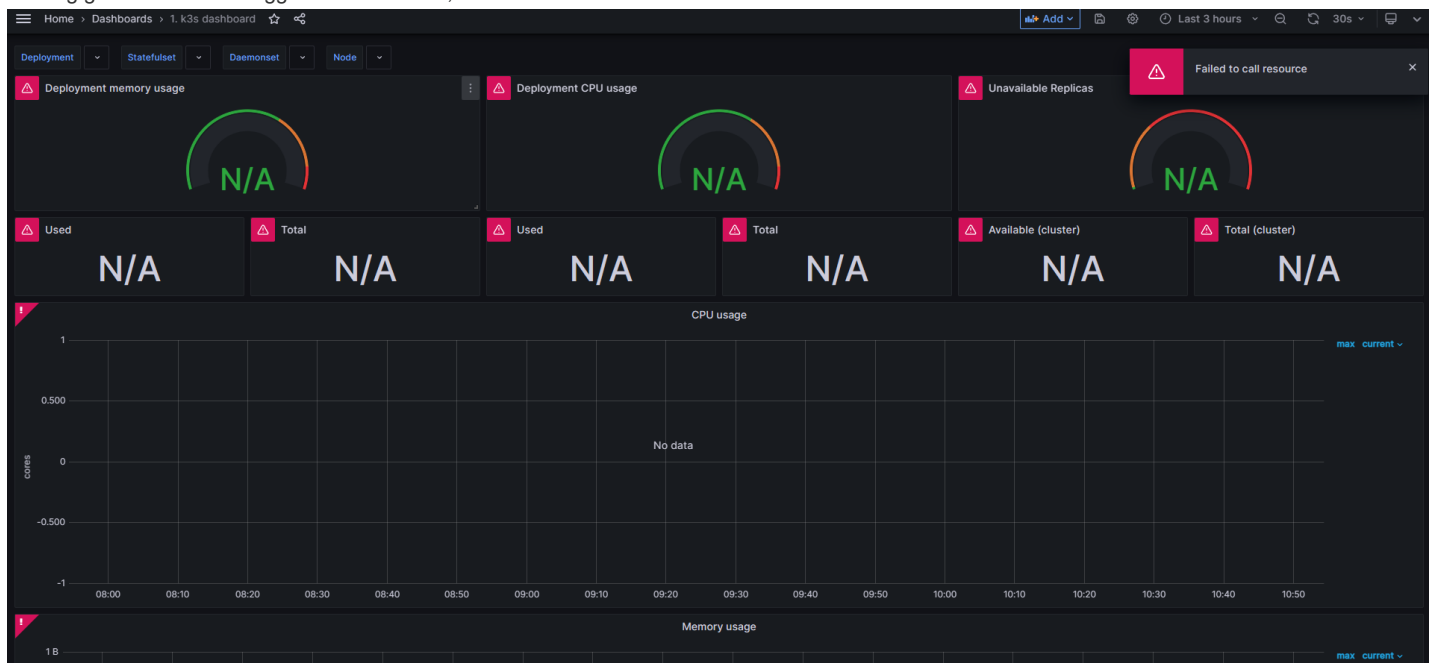 Home › Dashboards › 1. k3s dashboard
Add
Last 3 hours
30s
Deployment Statefulset Daemonset Node
Failed to call resource
Deployment memory usage
N/A
Deployment CPU usage
N/A
Unavailable Replicas
N/A
Used
N/A
Total
N/A
Used
N/A
Total
N/A
Available (cluster)
N/A
Total (cluster)
N/A
CPU usage
max current
cores
1
0.500
0
-0.500
-1
No data
08:00 08:10 08:20 08:30 08:40 08:50 09:00 09:10 09:20 09:30 09:40 09:50 10:00 10:10 10:20 10:30 10:40 10:50
Memory usage
1 B
max current